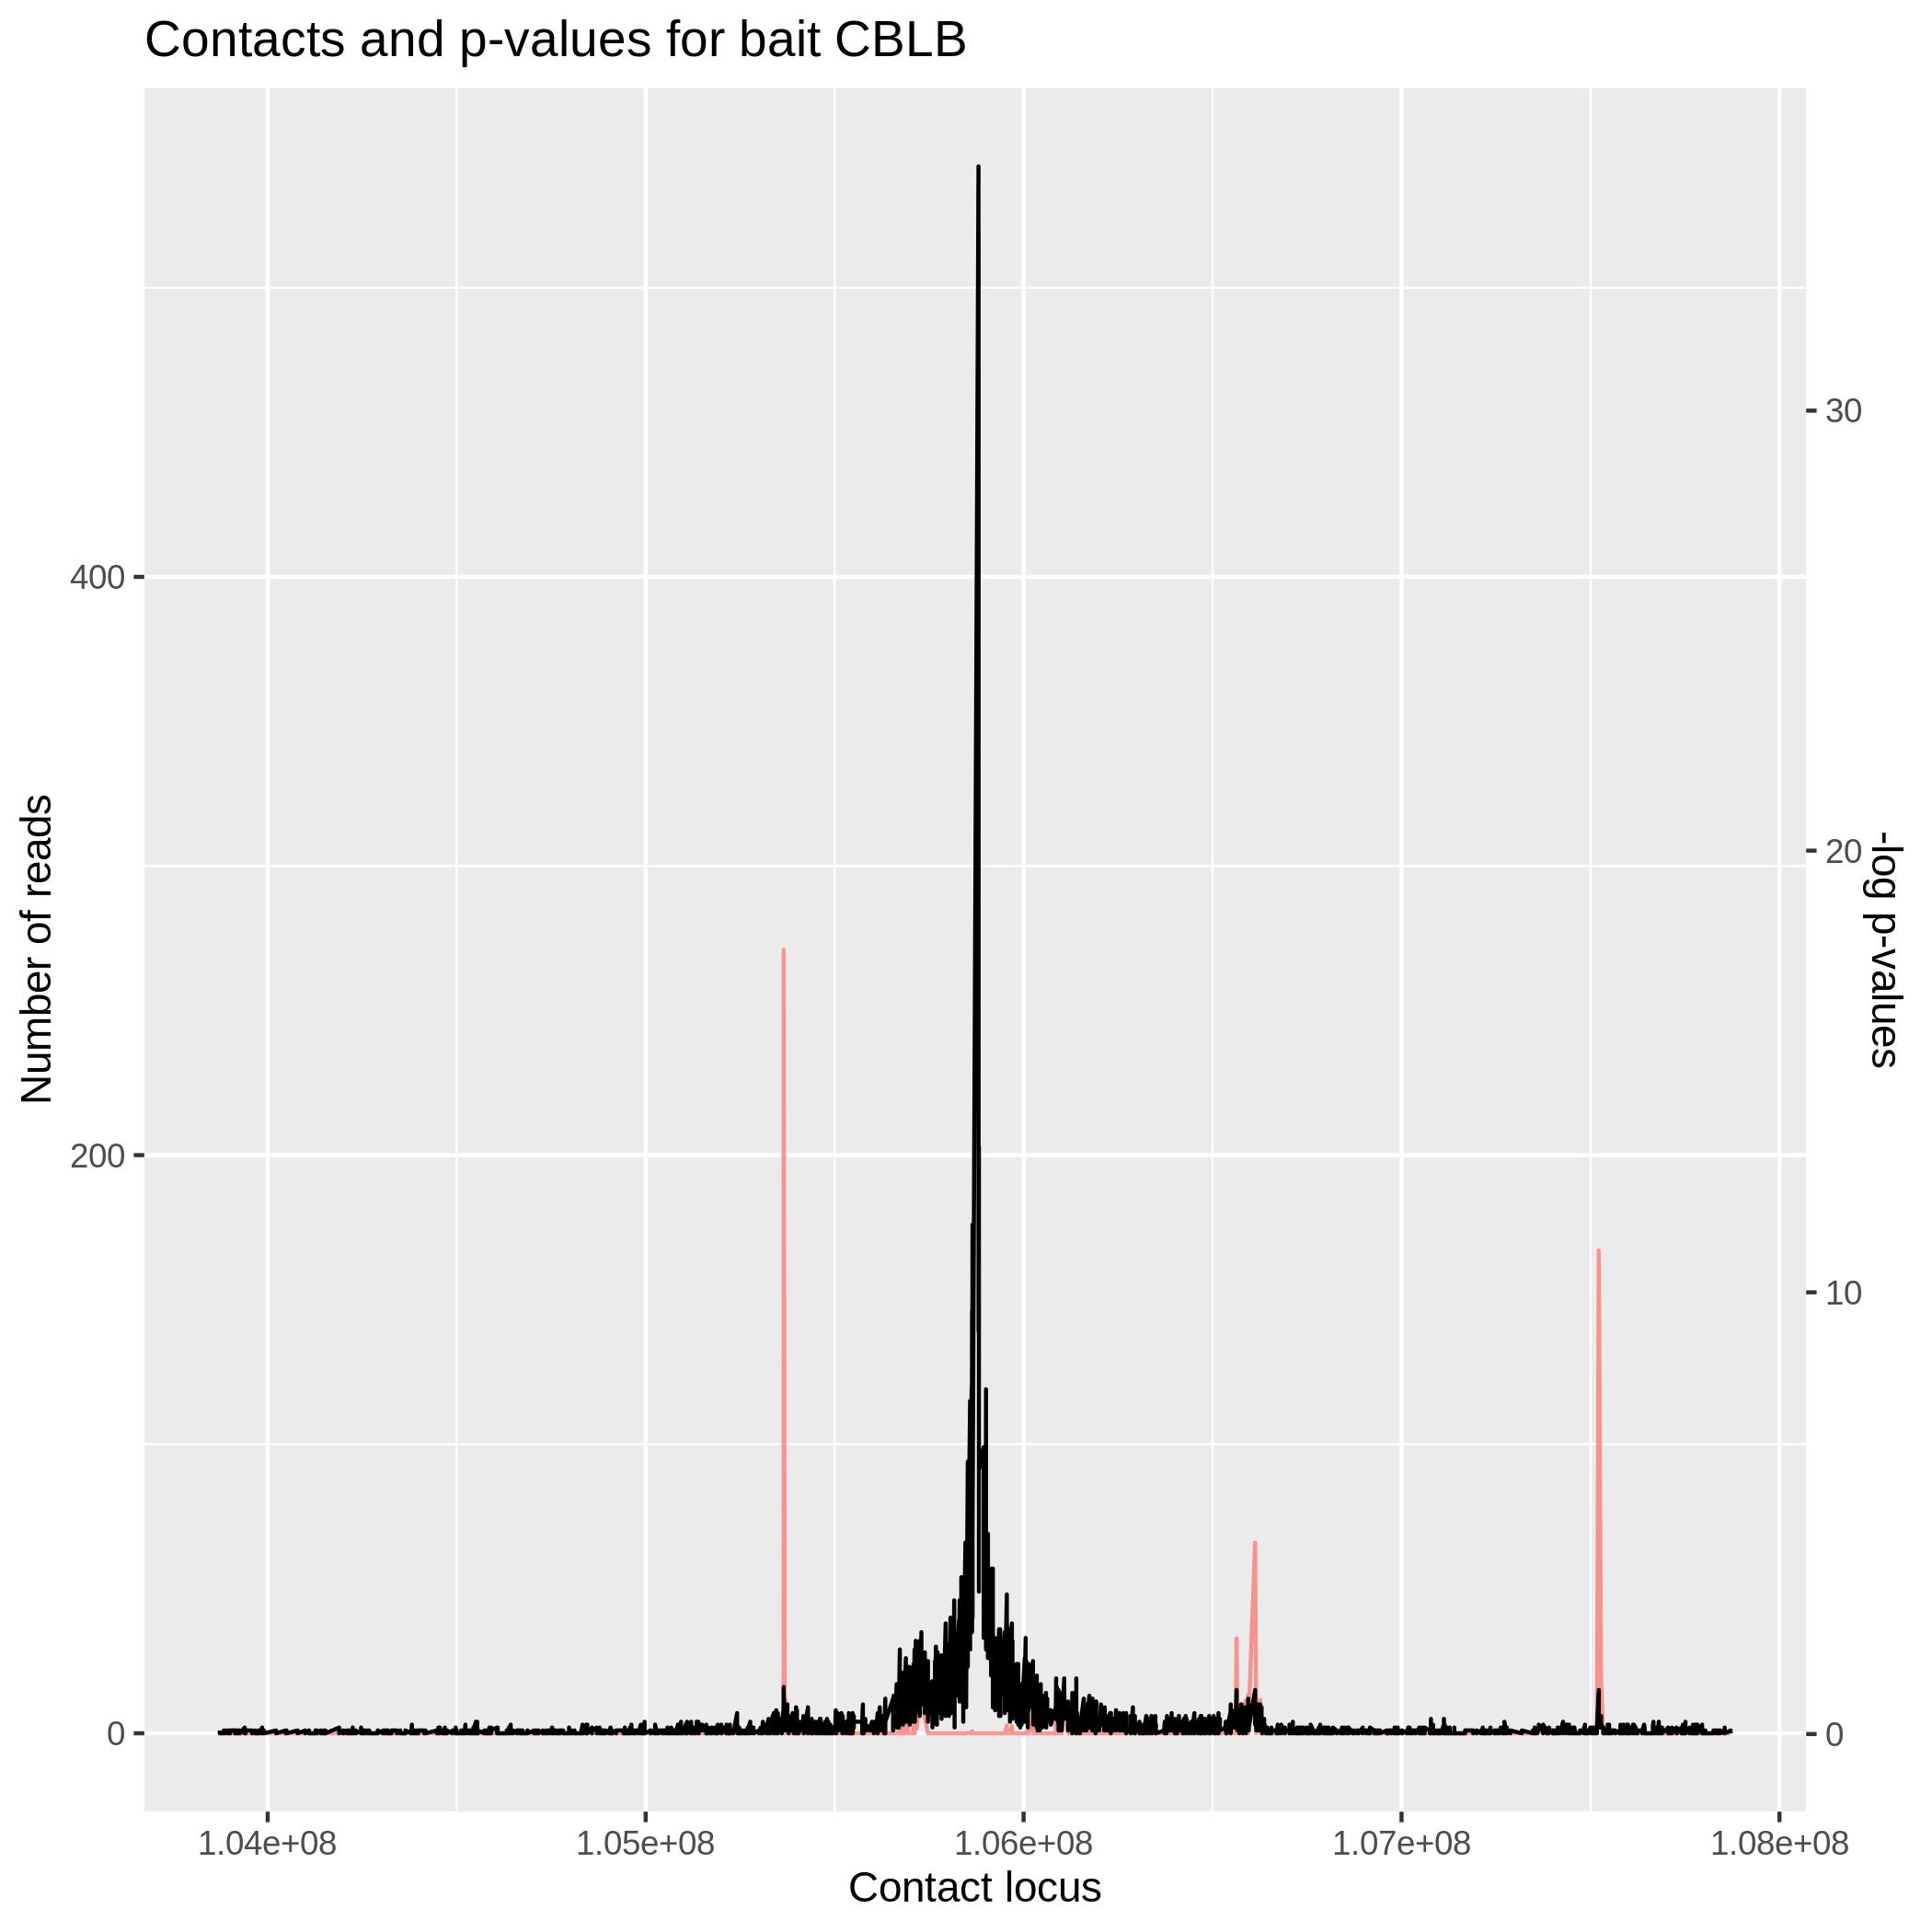 Contacts and p-values for bait CBLB
Number of reads
400
200
0
30
20
10
0
-log p-values
1.04e+08
1.05e+08
1.06e+08
1.07e+08
1.08e+08
Contact locus